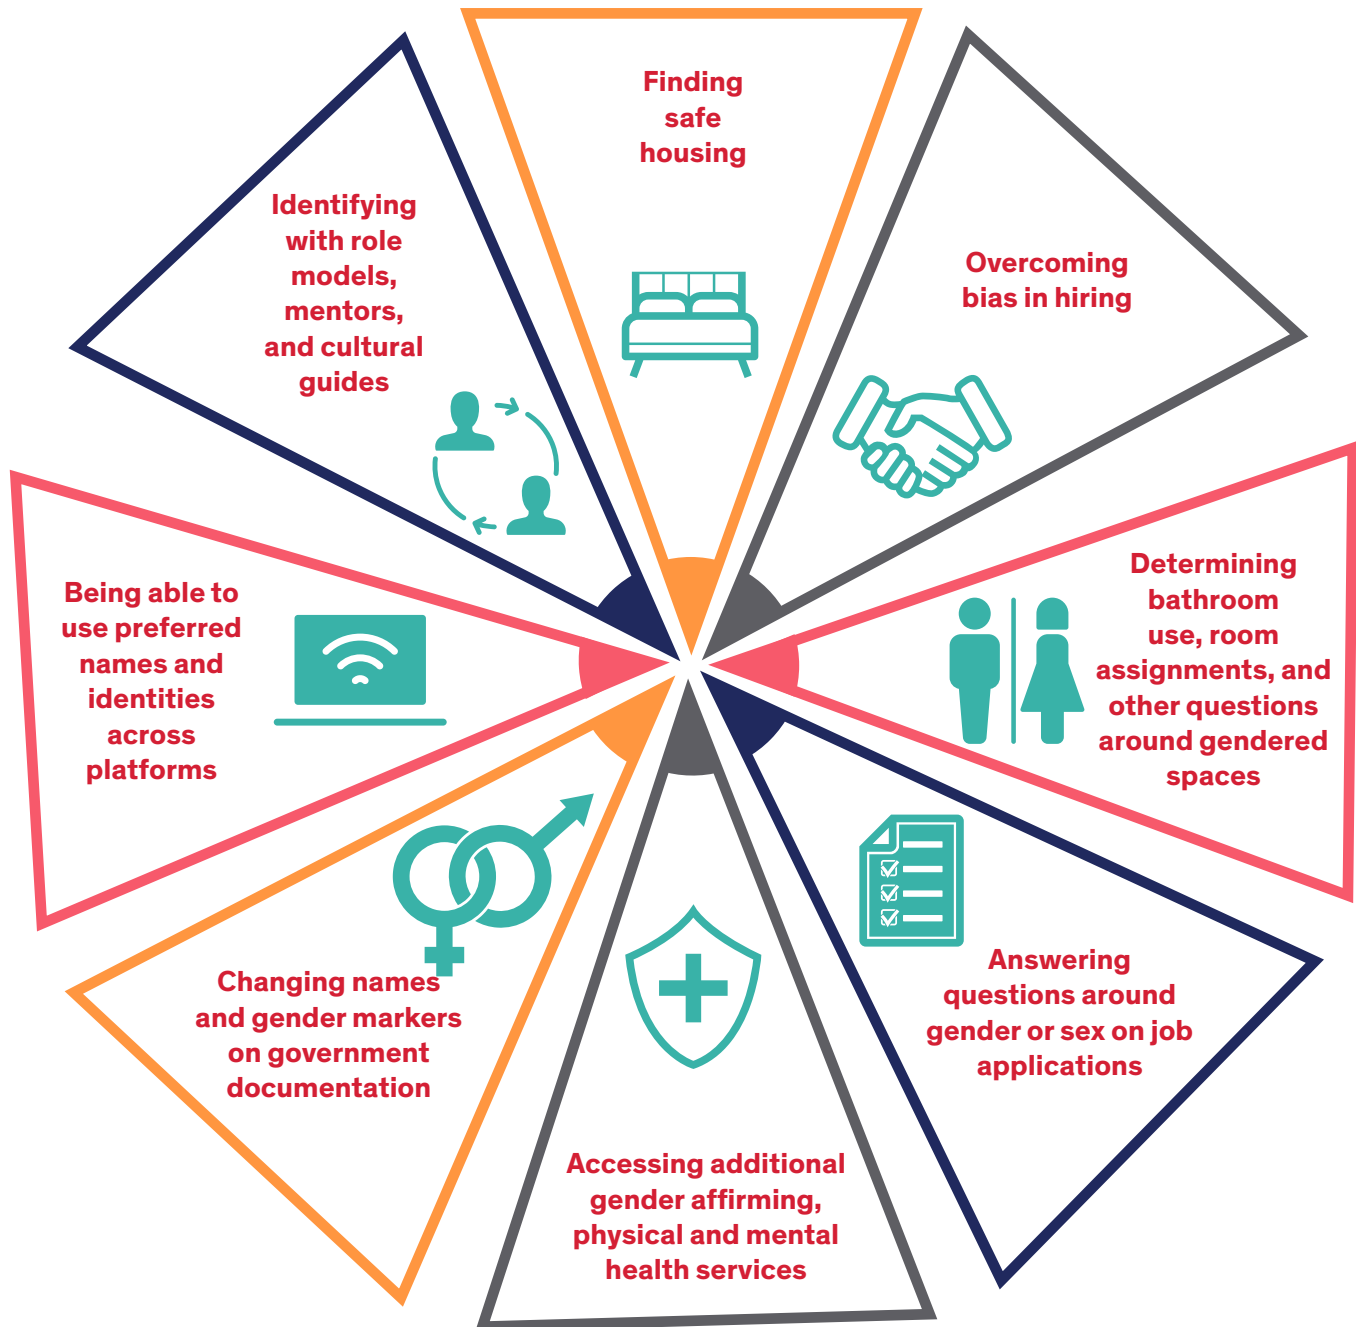 Finding
safe
housing
Overcoming
bias in hiring
Determining
bathroom
use, room
assignments, and
other questions
around gendered
spaces
Answering
questions around
gender or sex on job
applications
Accessing additional
gender affirming,
physical and mental
health services
Changing names
and gender markers
on government
documentation
Being able to
use preferred
names and
identities
across
platforms
Identifying
with role
models,
mentors,
and cultural
guides